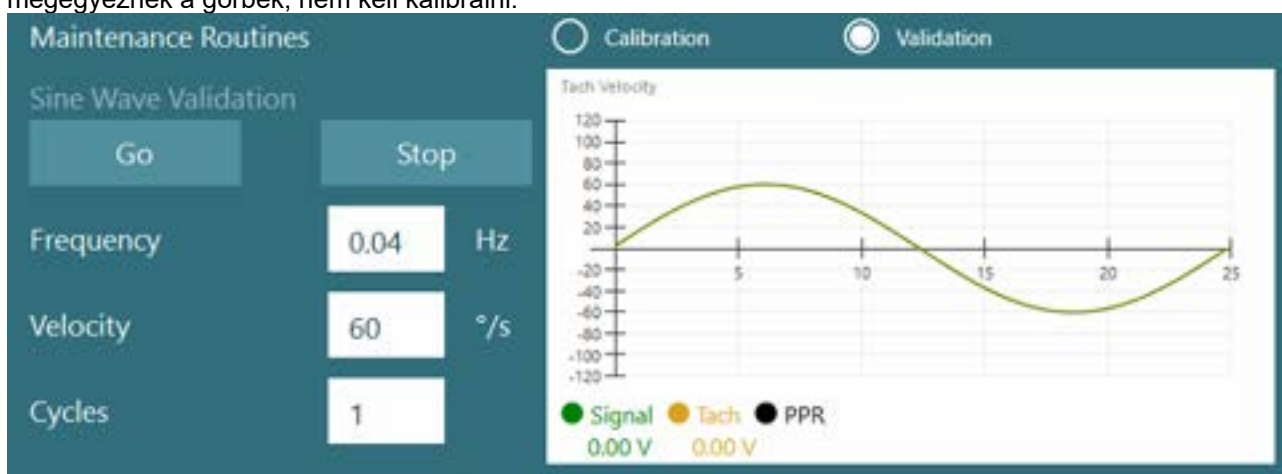 megegyeznek a görbék, nem kell kalibrálni.
Maintenance Routines
Calibration
Validation
Sine Wave Validation
Go
Stop
Frequency
0.04
Hz
Velocity
60
°/s
Cycles
1
Tach Velocity
120
100
80
60
40
20
-20
-40
-60
-80
-100
-120
5
10
15
20
25
Signal
Tach
PPR
0.00 V
0.00 V